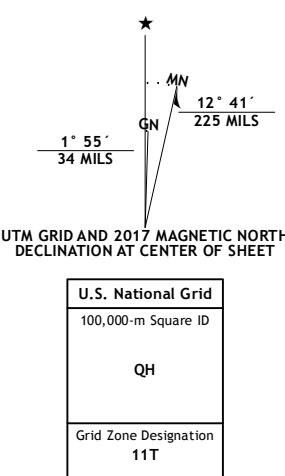 MN
GN
12° 41´
225 MILS
1° 55´
34 MILS
UTM GRID AND 2017 MAGNETIC NORTH
DECLINATION AT CENTER OF SHEET
U.S. National Grid
100,000-m Square ID
QH
Grid Zone Designation
11T